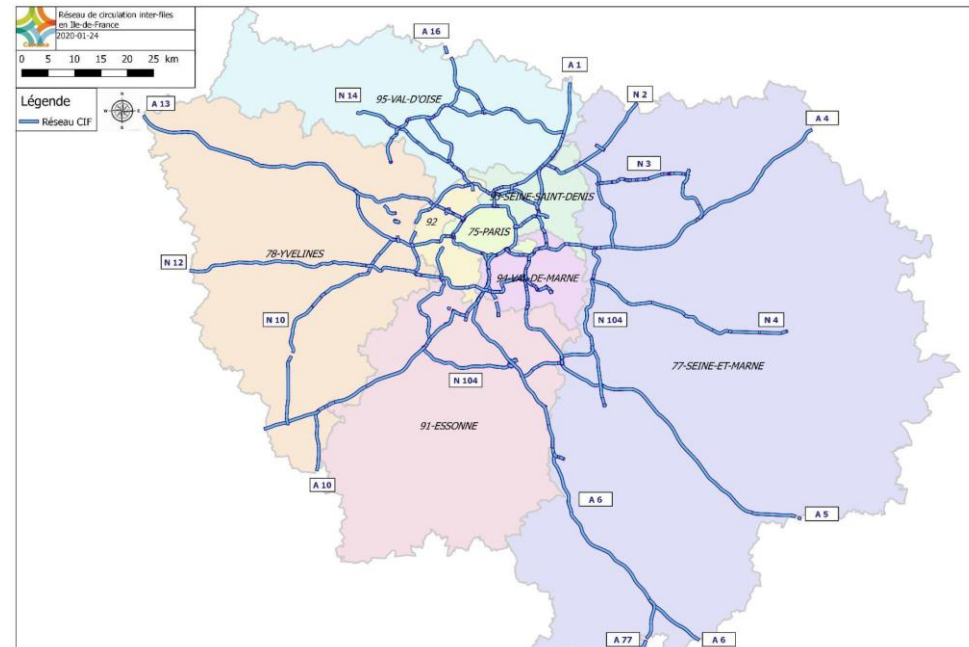 Réseau de circulation inter-files
en Ile-de-France
2020-01-24
Cerema
0 5 10 15 20 25 km
Légende
Réseau CIF
A 16
A 1
N 2
A 13
N 14
95-VAL-D'OISE
A 4
N 3
93-SEINE-SAINT-DENIS
92
75-PARIS
78-YVELINES
N 12
94-VAL-DE-MARNE
N 10
N 104
N 4
77-SEINE-ET-MARNE
N 104
91-ESSONNE
A 10
A 6
A 5
A 77
A 6